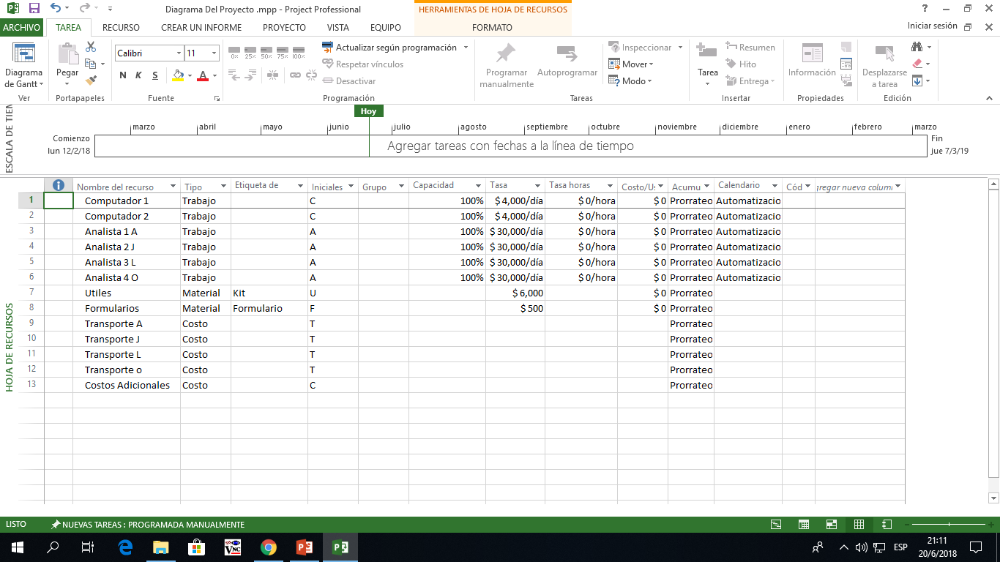 Diagrama Del Proyecto .mpp - Project Professional
HERRAMIENTAS DE HOJA DE RECURSOS
ARCHIVO TAREA RECURSO CREAR UN INFORME PROYECTO VISTA EQUIPO FORMATO Iniciar sesión
Diagrama de Gantt
Ver
Pegar
Portapapeles
Calibri 11
N K S
Fuente
0% 25% 50% 75% 100%
Actualizar según programación
Respetar vínculos
Desactivar
Programación
Programar manualmente
Autoprogramar
Inspeccionar
Mover
Modo
Tareas
Tarea
Resumen
Hito
Entrega
Insertar
Información
Propiedades
Desplazarse a tarea
Edición
ESCALA DE TIEM
Hoy
marzo abril mayo junio julio agosto septiembre octubre noviembre diciembre enero febrero marzo
Comienzo
lun 12/2/18
Agregar tareas con fechas a la línea de tiempo
Fin
jue 7/3/19
HOJA DE RECURSOS
Nombre del recurso Tipo Etiqueta de Iniciales Grupo Capacidad Tasa Tasa horas Costo/Us Acumu Calendario Cód gregar nueva colum
1 Computador 1 Trabajo C 100% $ 4,000/día $ 0/hora $ 0 Prorrateo Automatizacio
2 Computador 2 Trabajo C 100% $ 4,000/día $ 0/hora $ 0 Prorrateo Automatizacio
3 Analista 1 A Trabajo A 100% $ 30,000/día $ 0/hora $ 0 Prorrateo Automatizacio
4 Analista 2 J Trabajo A 100% $ 30,000/día $ 0/hora $ 0 Prorrateo Automatizacio
5 Analista 3 L Trabajo A 100% $ 30,000/día $ 0/hora $ 0 Prorrateo Automatizacio
6 Analista 4 O Trabajo A 100% $ 30,000/día $ 0/hora $ 0 Prorrateo Automatizacio
7 Utiles Material Kit U $ 6,000 $ 0 Prorrateo
8 Formularios Material Formulario F $ 500 $ 0 Prorrateo
9 Transporte A Costo T Prorrateo
10 Transporte J Costo T Prorrateo
11 Transporte L Costo T Prorrateo
12 Transporte o Costo T Prorrateo
13 Costos Adicionales Costo C Prorrateo
LISTO NUEVAS TAREAS : PROGRAMADA MANUALMENTE
ESP
21:11
20/6/2018